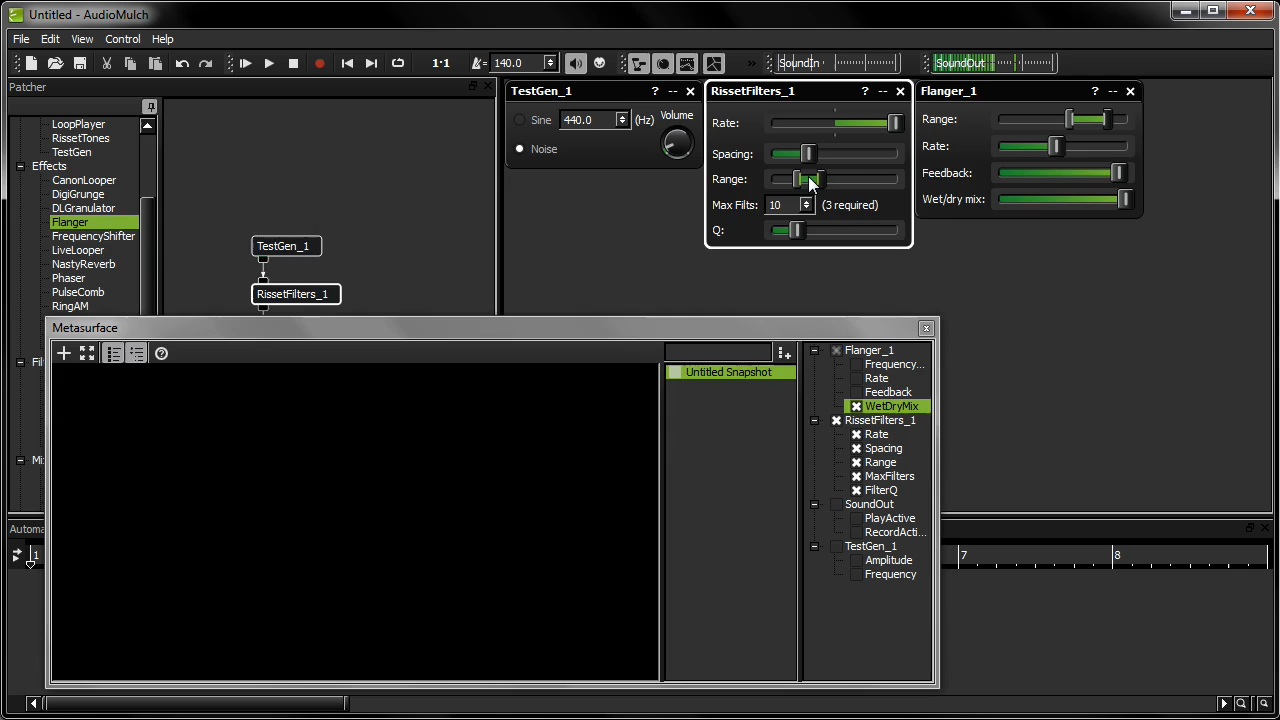 Untitled - AudioMulch
File Edit View Control Help
1·1 140.0 SoundIn SoundOut
Patcher
LoopPlayer
RissetTones
TestGen
Effects
CanonLooper
DigiGrunge
DLGranulator
Flanger
FrequencyShifter
LiveLooper
NastyReverb
Phaser
PulseComb
RingAM
TestGen_1
RissetFilters_1
TestGen_1 ? -- 
Sine 440.0 (Hz) Volume
Noise
RissetFilters_1 ? --
Rate:
Spacing:
Range:
Max Filts: 10 (3 required)
Q:
Flanger_1 ? --
Range:
Rate:
Feedback:
Wet/dry mix:
Metasurface
Untitled Snapshot
Flanger_1
Frequency...
Rate
Feedback
WetDryMix
RissetFilters_1
Rate
Spacing
Range
MaxFilters
FilterQ
SoundOut
PlayActive
RecordActi...
TestGen_1
Amplitude
Frequency
Automa
1 7 8